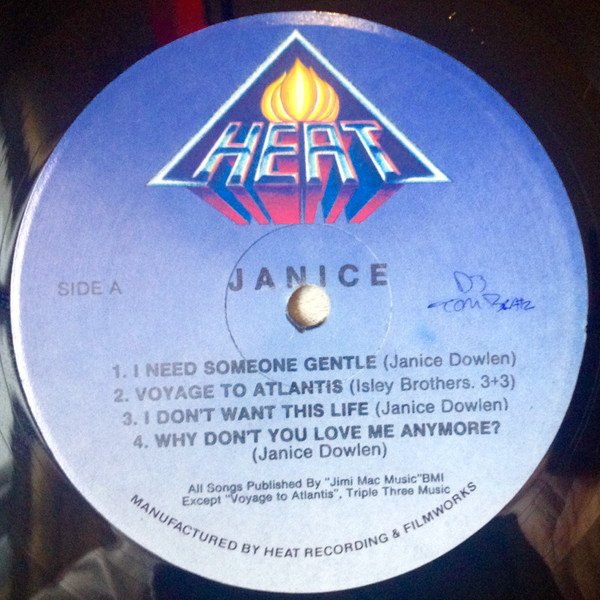 HEAT
JANICE
SIDE A
DJ
1. I NEED SOMEONE GENTLE (Janice Dowlen)
2. VOYAGE TO ATLANTIS (Isley Brothers. 3+3)
3. I DON'T WANT THIS LIFE (Janice Dowlen)
4. WHY DON'T YOU LOVE ME ANYMORE?
(Janice Dowlen)
All Songs Published By "Jimi Mac Music"BMI
Except "Voyage to Atlantis", Triple Three Music
MANUFACTURED BY HEAT RECORDING & FILMWORKS